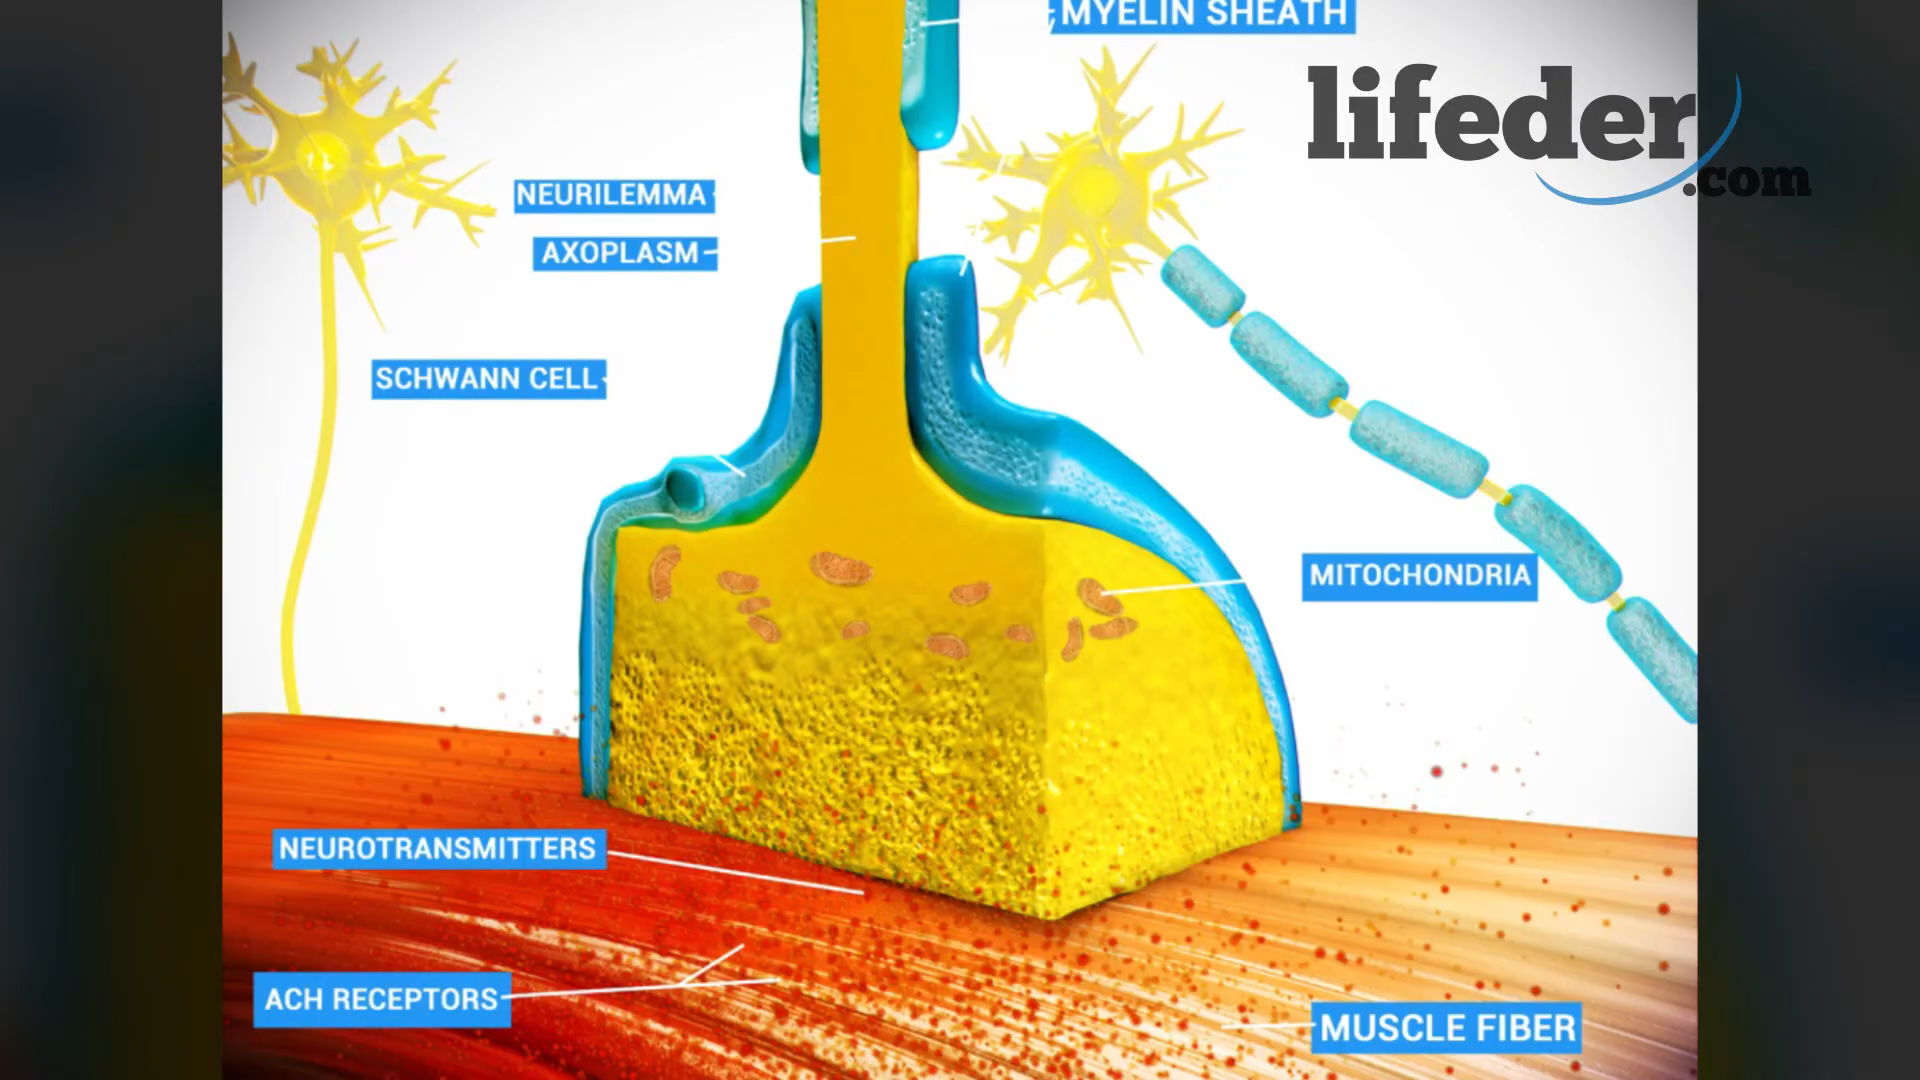 MYELIN SHEATH
lifeder
.com
NEURILEMMA
AXOPLASM
SCHWANN CELL
MITOCHONDRIA
NEUROTRANSMITTERS
ACH RECEPTORS
MUSCLE FIBER